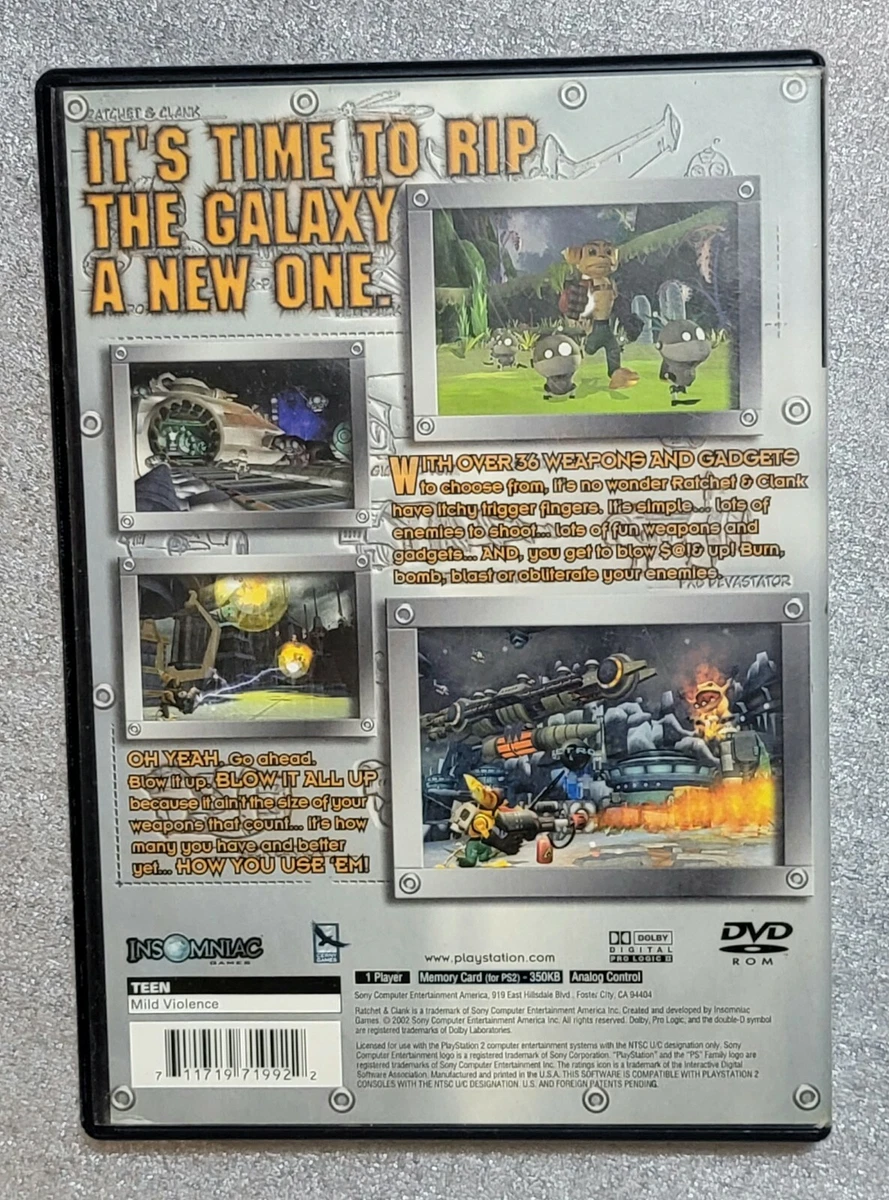 RATCHET & CLANK
IT'S TIME TO RIP
THE GALAXY
A NEW ONE.
WITH OVER 36 WEAPONS AND GADGETS
to choose from, it's no wonder Ratchet & Clank
have itchy trigger fingers. It's simple... lots of
enemies to shoot... lots of fun weapons and
gadgets... AND, you get to blow $@!& up! Burn,
bomb, blast or obliterate your enemies.
DEVASTATOR
OH YEAH. Go ahead.
Blow it up. BLOW IT ALL UP
because it ain't the size of your
weapons that count... it's how
many you have and better
yet... HOW YOU USE 'EM!
INSOMNIAC
GAMES
CERNY
GAMES
www.playstation.com
DOLBY
DIGITAL
PRO LOGIC II
DVD
ROM
TEEN
Mild Violence
1 Player
Memory Card (for PS2) - 350KB
Analog Control
Sony Computer Entertainment America, 919 East Hillsdale Blvd., Foster City, CA 94404
Ratchet & Clank is a trademark of Sony Computer Entertainment America Inc. Created and developed by Insomniac
Games. © 2002 Sony Computer Entertainment America Inc. All rights reserved. Dolby, Pro Logic, and the double-D symbol
are registered trademarks of Dolby Laboratories.
Licensed for use with the PlayStation 2 computer entertainment systems with the NTSC U/C designation only. Sony
Computer Entertainment logo is a registered trademark of Sony Corporation. "PlayStation" and the "PS" Family logo are
registered trademarks of Sony Computer Entertainment Inc. The ratings icon is a trademark of the Interactive Digital
Software Association. Manufactured and printed in the U.S.A. THIS SOFTWARE IS COMPATIBLE WITH PLAYSTATION 2
CONSOLES WITH THE NTSC U/C DESIGNATION. U.S. AND FOREIGN PATENTS PENDING.
7 11719 71992 2